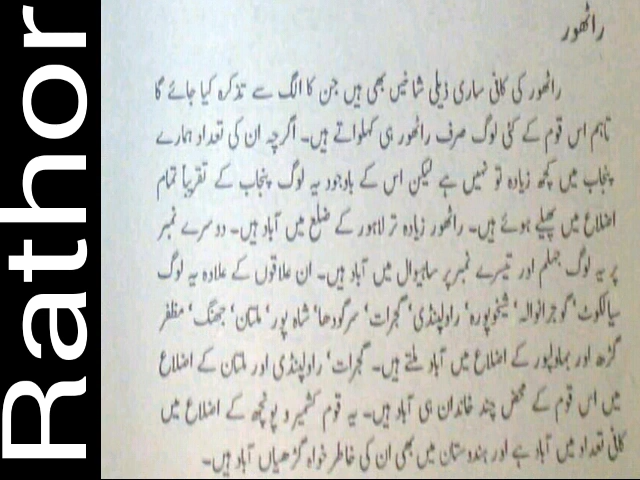 Rathor
راٹھور
راٹھور کی کافی ساری ذیلی شاخیں بھی ہیں جن کا الگ سے تذکرہ کیا جائے گا
تاہم اس قوم کے کئی لوگ صرف راٹھور ہی کہلواتے ہیں۔ اگرچہ ان کی تعداد ہمارے
پنجاب میں کچھ زیادہ تو نہیں ہے لیکن اس کے باوجود یہ لوگ پنجاب کے تقریباً تمام
اضلاع میں پھیلے ہوئے ہیں۔ راٹھور زیادہ تر لاہور کے ضلع میں آباد ہیں۔ دوسرے نمبر
پر یہ لوگ جہلم اور تیسرے نمبر پر ساہیوال میں آباد ہیں۔ ان علاقوں کے علاوہ یہ لوگ
سیالکوٹ‘ گوجرانوالہ‘ شیخوپورہ‘ راولپنڈی‘ گجرات‘ سرگودھا‘ شاہ پور‘ ملتان‘ جھنگ‘ مظفر
گڑھ اور بہاولپور کے اضلاع میں آباد ملتے ہیں۔ گجرات‘ راولپنڈی اور ملتان کے اضلاع
میں اس قوم کے محض چند خاندان ہی آباد ہیں۔ یہ قوم کشمیر و پونچھ کے اضلاع میں
کافی تعداد میں آباد ہے اور ہندوستان میں بھی ان کی خاطر خواہ گڑھیاں آباد ہیں۔